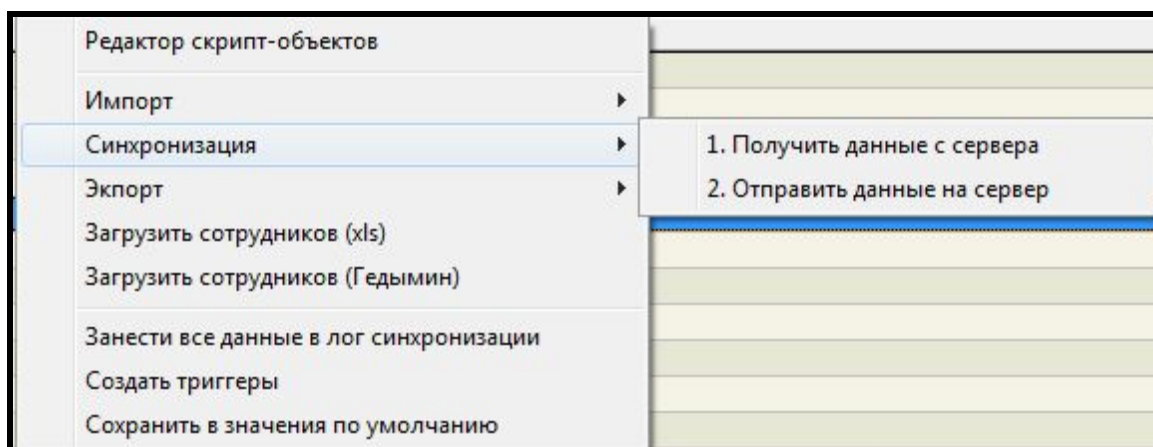 Редактор скрипт-объектов
Импорт
Синхронизация
1. Получить данные с сервера
2. Отправить данные на сервер
Экпорт
Загрузить сотрудников (xls)
Загрузить сотрудников (Гедымин)
Занести все данные в лог синхронизации
Создать триггеры
Сохранить в значения по умолчанию